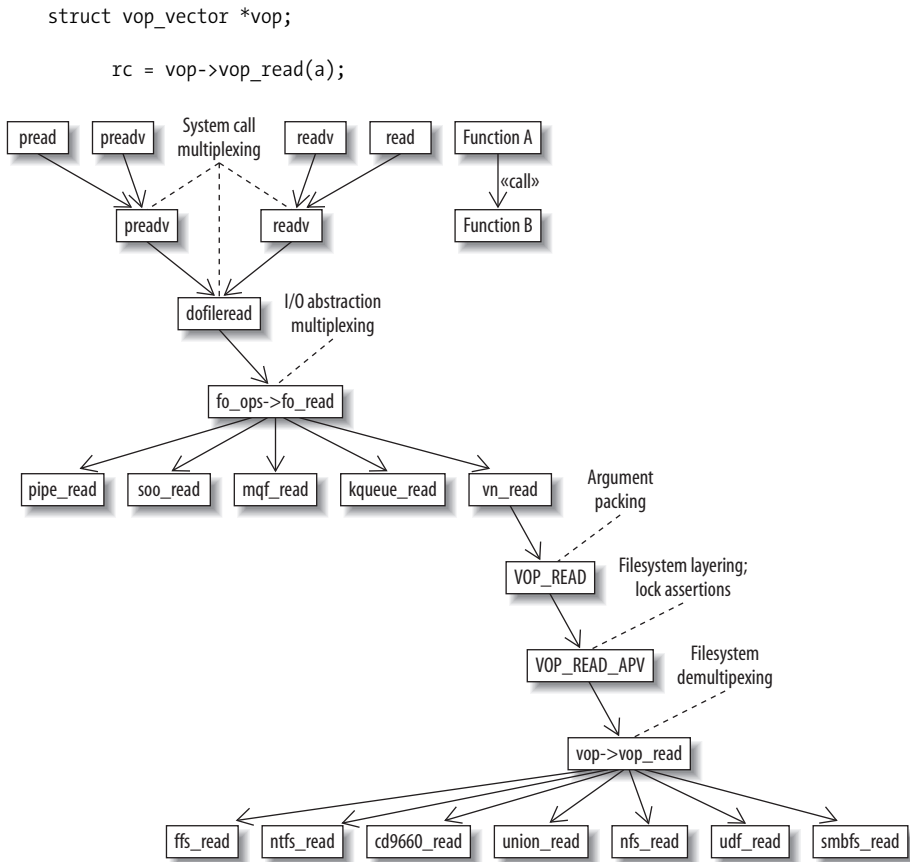 struct vop_vector *vop;
rc = vop->vop_read(a);
pread
preadv
System call
multiplexing
readv
read
Function A
«call»
preadv
readv
Function B
dofileread
I/O abstraction
multiplexing
fo_ops->fo_read
pipe_read
soo_read
mqf_read
kqueue_read
vn_read
Argument
packing
VOP_READ
Filesystem layering;
lock assertions
VOP_READ_APV
Filesystem
demultipexing
vop->vop_read
ffs_read
ntfs_read
cd9660_read
union_read
nfs_read
udf_read
smbfs_read